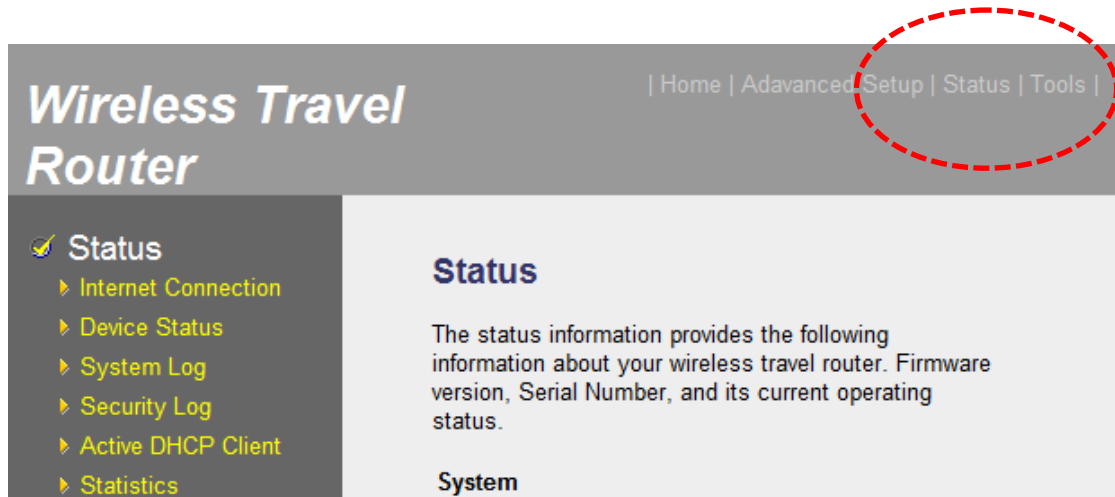 Wireless Travel
Router
| Home | Adavanced Setup | Status | Tools |
Status
Internet Connection
Device Status
System Log
Security Log
Active DHCP Client
Statistics
Status
The status information provides the following
information about your wireless travel router. Firmware
version, Serial Number, and its current operating
status.
System